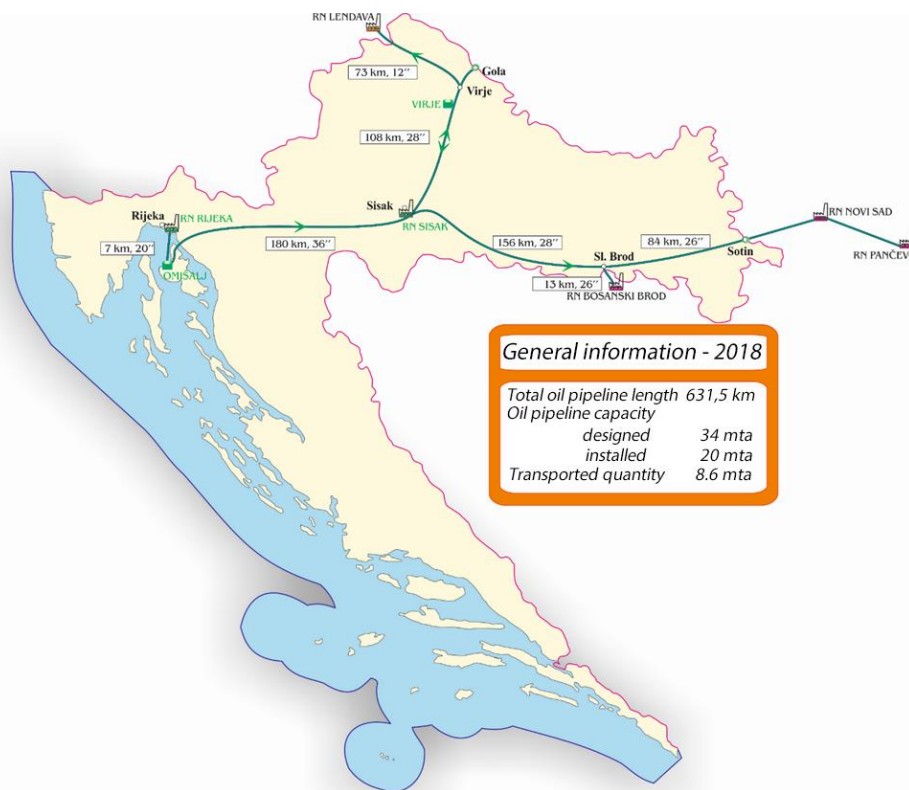 RN LENDAVA
73 km, 12’’
Gola
Virje
VIRJE
108 km, 28’’
Sisak
RN SISAK
Rijeka
RN RIJEKA
7 km, 20’’
OMIŠALJ
180 km, 36’’
156 km, 28’’
84 km, 26’’
RN NOVI SAD
Sotin
RN PANČEV
Sl. Brod
13 km, 26’’
RN BOSANSKI BROD
General information - 2018
Total oil pipeline length 631,5 km
Oil pipeline capacity
designed 34 mta
installed 20 mta
Transported quantity 8.6 mta